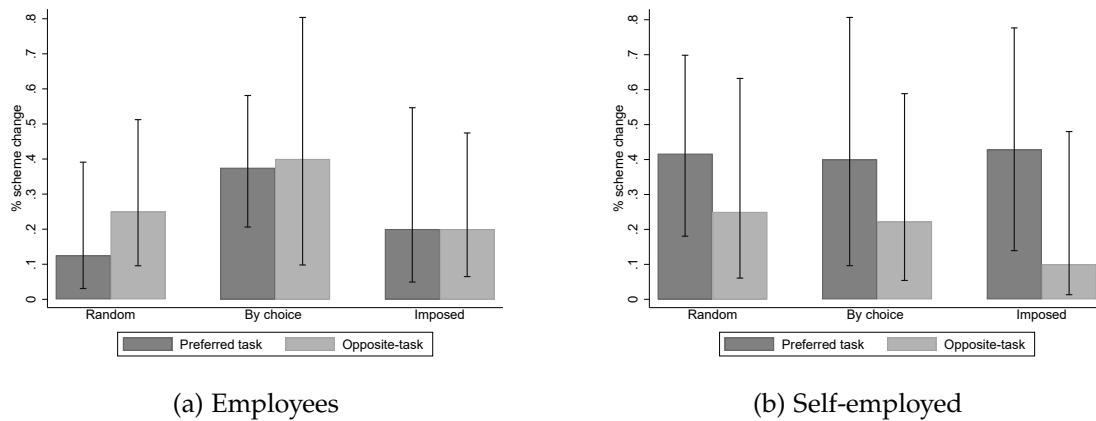 % scheme change
.8
.7
.6
.5
.4
.3
.2
.1
0
Random By choice Imposed
Preferred task Opposite-task
(a) Employees
% scheme change
.8
.7
.6
.5
.4
.3
.2
.1
0
Random By choice Imposed
Preferred task Opposite-task
(b) Self-employed